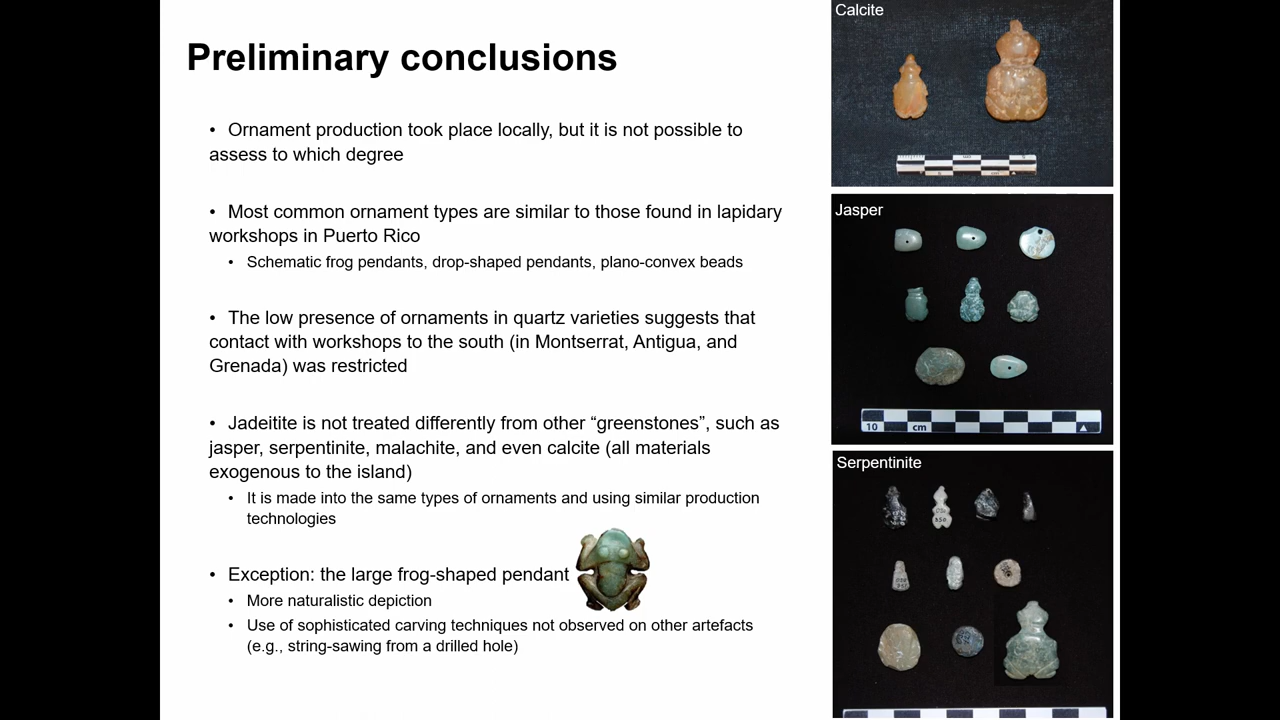 Preliminary conclusions
• Ornament production took place locally, but it is not possible to
assess to which degree
• Most common ornament types are similar to those found in lapidary
workshops in Puerto Rico
• Schematic frog pendants, drop-shaped pendants, plano-convex beads
• The low presence of ornaments in quartz varieties suggests that
contact with workshops to the south (in Montserrat, Antigua, and
Grenada) was restricted
• Jadeitite is not treated differently from other “greenstones”, such as
jasper, serpentinite, malachite, and even calcite (all materials
exogenous to the island)
• It is made into the same types of ornaments and using similar production
technologies
• Exception: the large frog-shaped pendant
• More naturalistic depiction
• Use of sophisticated carving techniques not observed on other artefacts
(e.g., string-sawing from a drilled hole)
Calcite
Jasper
10 cm
Serpentinite